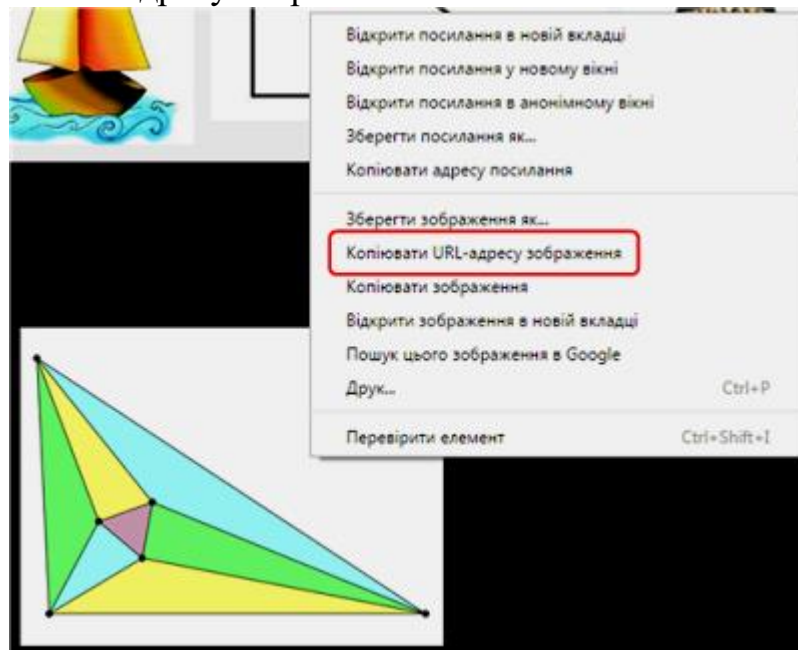 Відкрити посилання в новій вкладці
Відкрити посилання у новому вікні
Відкрити посилання в анонімному вікні
Зберегти посилання як...
Копіювати адресу посилання
Зберегти зображення як...
Копіювати URL-адресу зображення
Копіювати зображення
Відкрити зображення в новій вкладці
Пошук цього зображення в Google
Друк... Ctrl+P
Перевірити елемент Ctrl+Shift+I